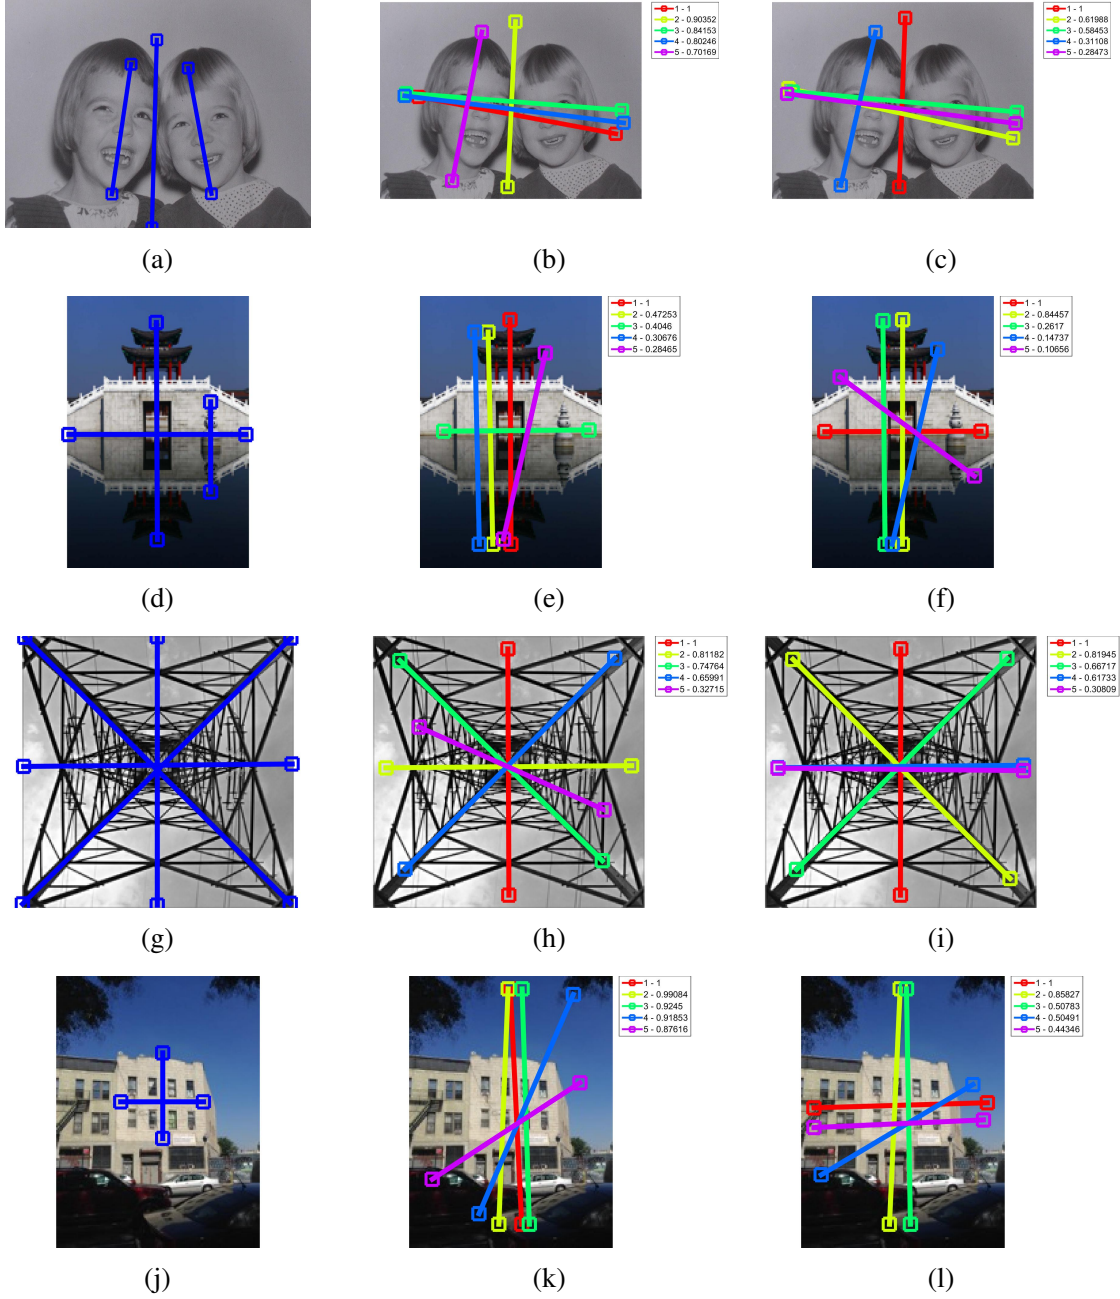 1 - 1
2 - 0.90352
3 - 0.84153
4 - 0.80246
5 - 0.70169
1 - 1
2 - 0.61988
3 - 0.58453
4 - 0.31108
5 - 0.28473
(a)
(b)
(c)
1 - 1
2 - 0.47253
3 - 0.4046
4 - 0.30676
5 - 0.28465
1 - 1
2 - 0.84457
3 - 0.2617
4 - 0.14737
5 - 0.10656
(d)
(e)
(f)
1 - 1
2 - 0.81182
3 - 0.74764
4 - 0.65991
5 - 0.32715
1 - 1
2 - 0.81945
3 - 0.66717
4 - 0.61733
5 - 0.30809
(g)
(h)
(i)
1 - 1
2 - 0.99084
3 - 0.9245
4 - 0.91853
5 - 0.87616
1 - 1
2 - 0.85827
3 - 0.50783
4 - 0.50491
5 - 0.44346
(j)
(k)
(l)